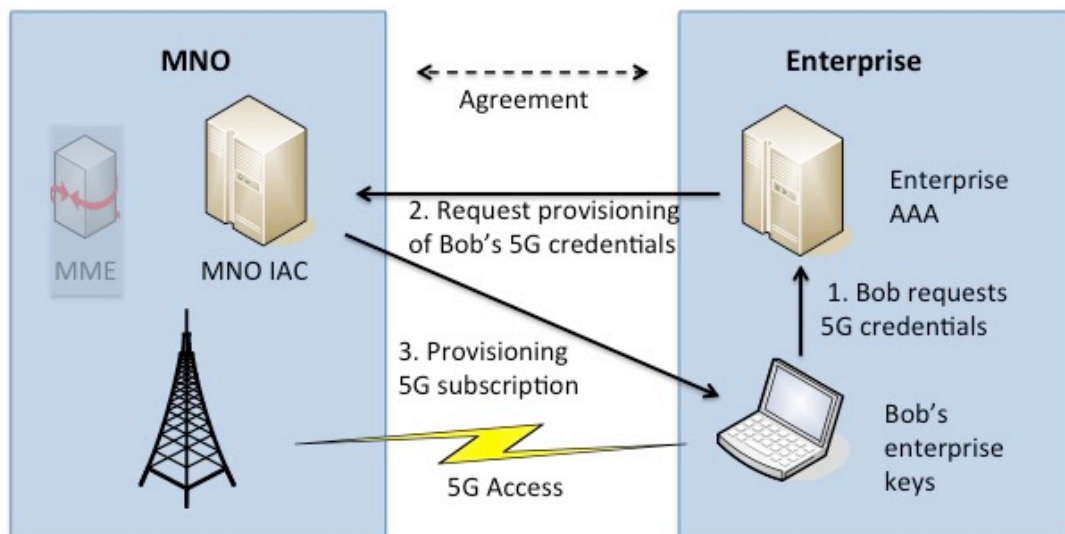 MNO
Enterprise
Agreement
Enterprise
AAA
2. Request provisioning
of Bob's 5G credentials
MME
MNO IAC
1. Bob requests
5G credentials
3. Provisioning
5G subscription
Bob's
enterprise
keys
5G Access